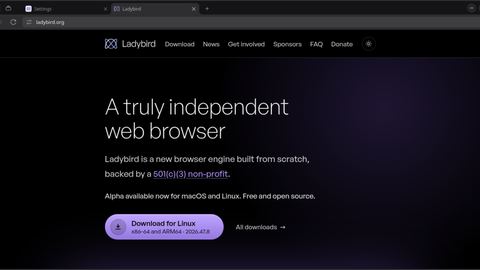 Settings
Ladybird
ladybird.org
Ladybird Download News Get involved Sponsors FAQ Donate
A truly independent
web browser
Ladybird is a new browser engine built from scratch,
backed by a 501(c)(3) non-profit.
Alpha available now for macOS and Linux. Free and open source.
Download for Linux
x86-64 and ARM64 · 2026.47.8
All downloads →